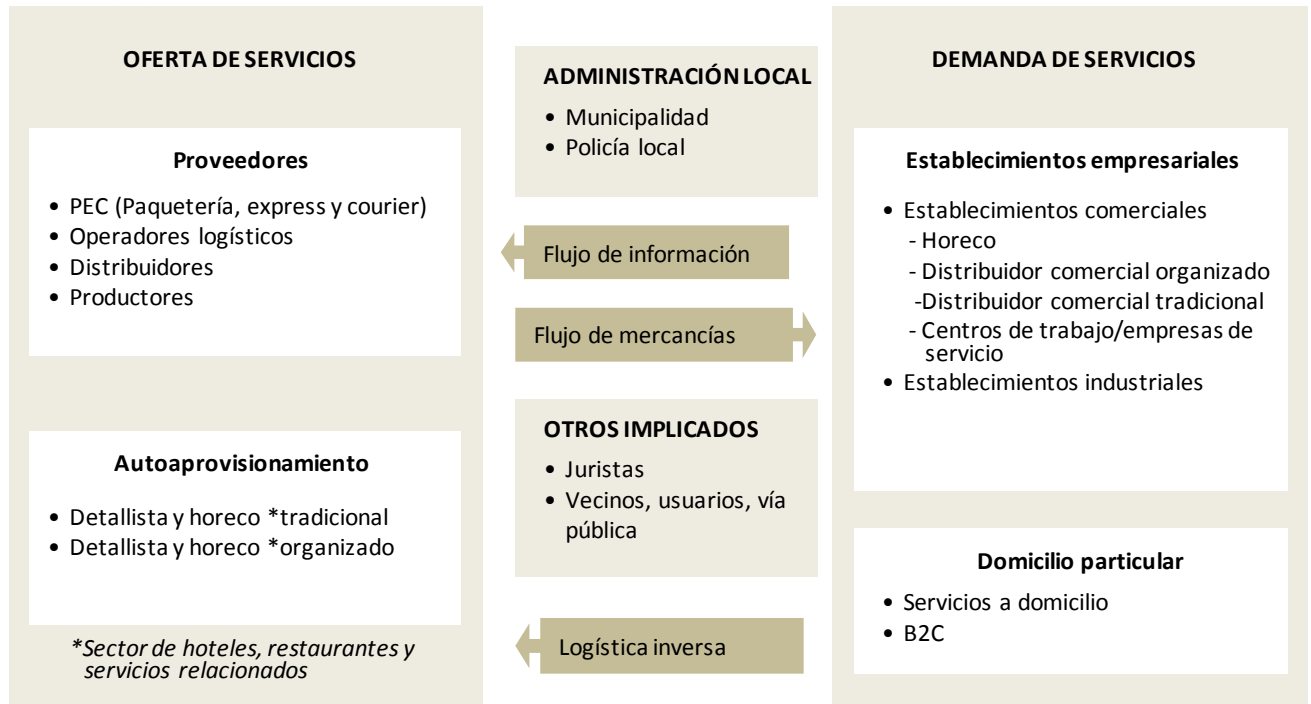 OFERTA DE SERVICIOS
Proveedores
• PEC (Paquetería, express y courier)
• Operadores logísticos
• Distribuidores
• Productores
Autoaprovisionamiento
• Detallista y horeco *tradicional
• Detallista y horeco *organizado
*Sector de hoteles, restaurantes y
servicios relacionados
ADMINISTRACIÓN LOCAL
• Municipalidad
• Policía local
Flujo de información
Flujo de mercancías
OTROS IMPLICADOS
• Juristas
• Vecinos, usuarios, vía
pública
Logística inversa
DEMANDA DE SERVICIOS
Establecimientos empresariales
• Establecimientos comerciales
- Horeco
- Distribuidor comercial organizado
-Distribuidor comercial tradicional
- Centros de trabajo/empresas de
servicio
• Establecimientos industriales
Domicilio particular
• Servicios a domicilio
• B2C